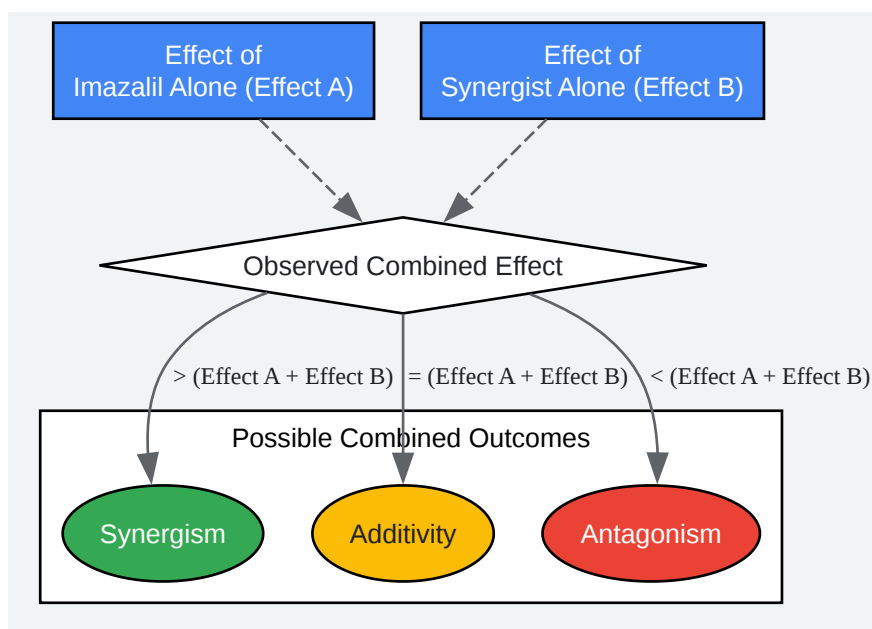 Effect of
Imazalil Alone (Effect A)
Effect of
Synergist Alone (Effect B)
Observed Combined Effect
> (Effect A + Effect B)
= (Effect A + Effect B)
< (Effect A + Effect B)
Possible Combined Outcomes
Synergism
Additivity
Antagonism